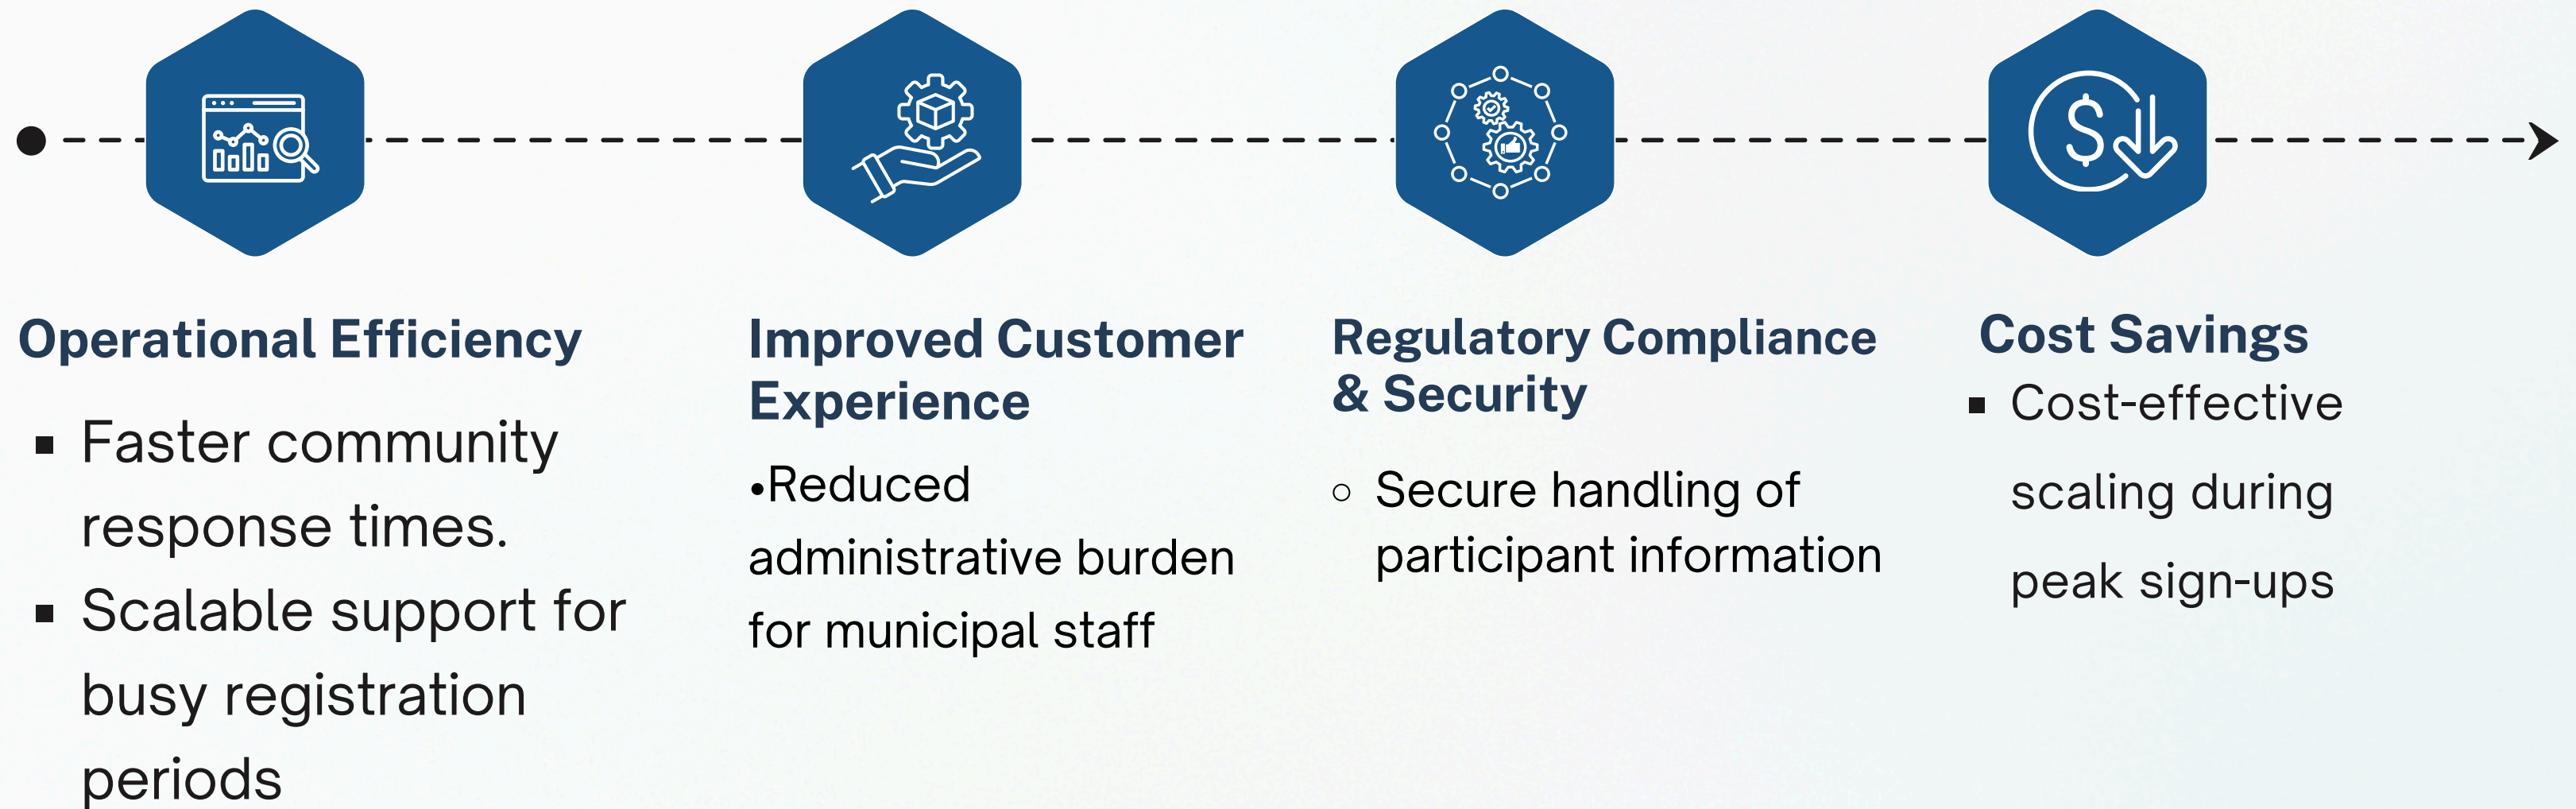 Operational Efficiency
▪ Faster community
response times.
▪ Scalable support for
busy registration
periods
Improved Customer
Experience
•Reduced
administrative burden
for municipal staff
Regulatory Compliance
& Security
○ Secure handling of
participant information
Cost Savings
▪ Cost-effective
scaling during
peak sign-ups